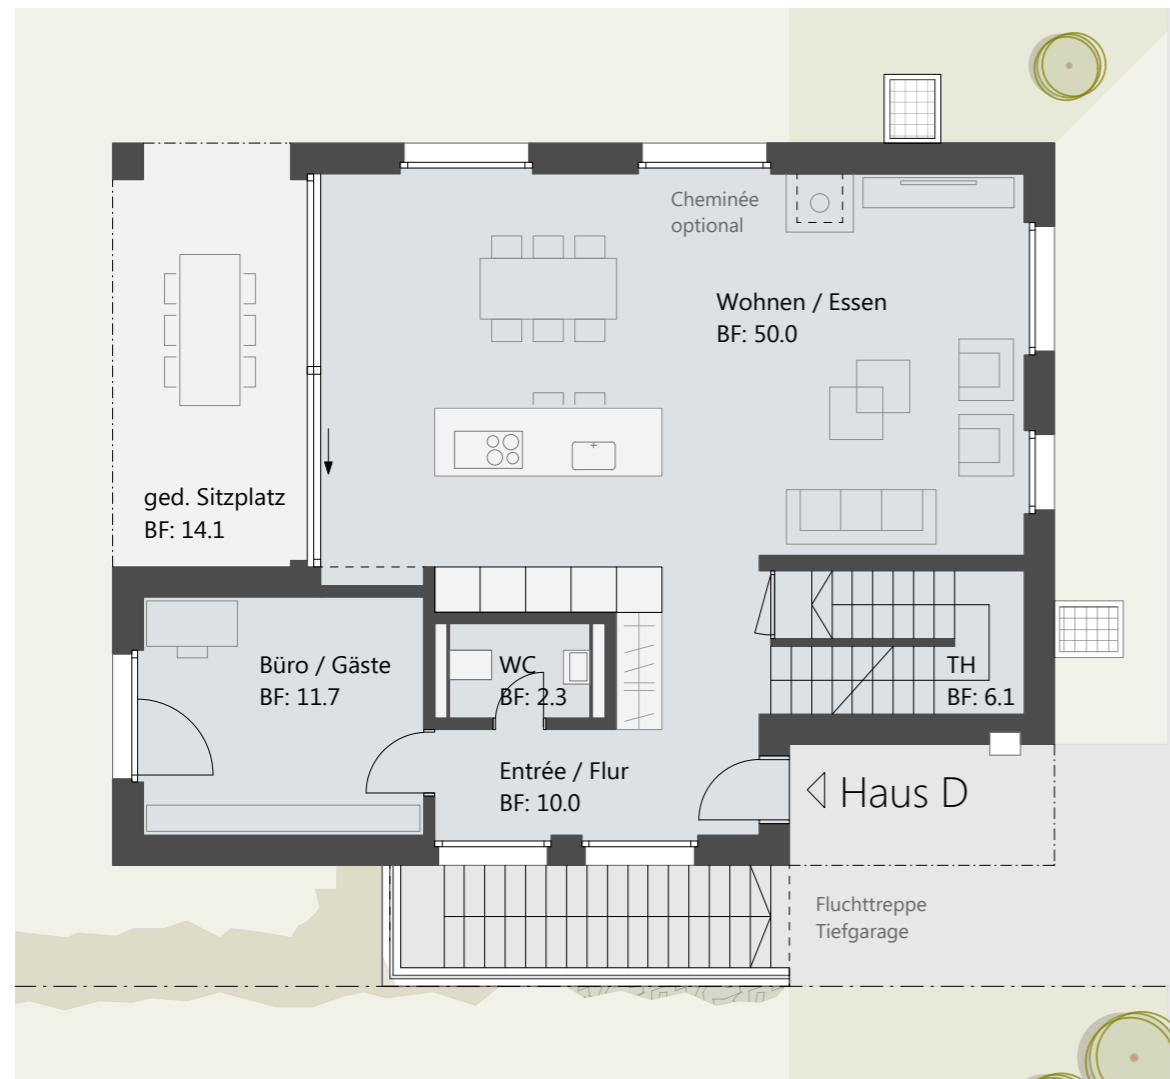 Cheminée
optional
Wohnen / Essen
BF: 50.0
ged. Sitzplatz
BF: 14.1
Büro / Gäste
BF: 11.7
WC
BF: 2.3
TH
BF: 6.1
Entrée / Flur
BF: 10.0
Haus D
Fluchttreppe
Tiefgarage